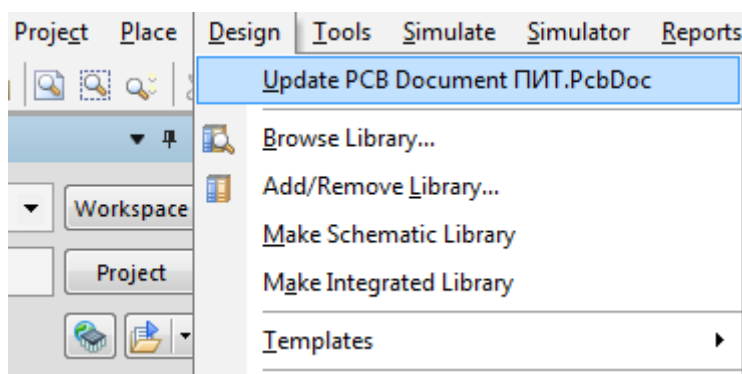 Project Place Design Tools Simulate Simulator Reports
Update PCB Document ПИТ.PcbDoc
Browse Library...
Add/Remove Library...
Workspace
Make Schematic Library
Project
Make Integrated Library
Templates